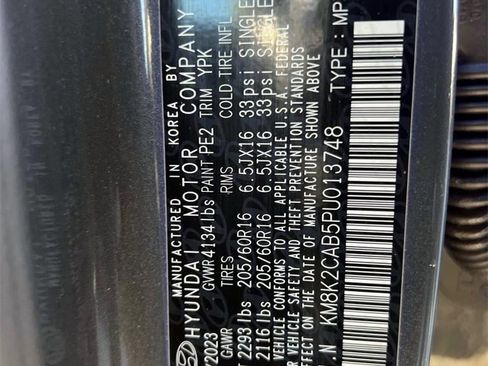 MANUFACTURED IN KOREA BY
HYUNDAI MOTOR COMPANY
/2023 GVWR 4134lbs PAINT PE2 TRIM YPK
GAWR TIRES RIMS COLD TIRE INFL
T 2293lbs 205/60R16 6.5JX16 33psi SINGLE
2116lbs 205/60R16 6.5JX16 33psi SINGLE
VEHICLE CONFORMS TO ALL APPLICABLE U.S.A. FEDERAL
VEHICLE SAFETY AND THEFT PREVENTION STANDARDS
EFFECT ON THE DATE OF MANUFACTURE SHOWN ABOVE
.N KM8K2CAB5PU013748 TYPE : MP